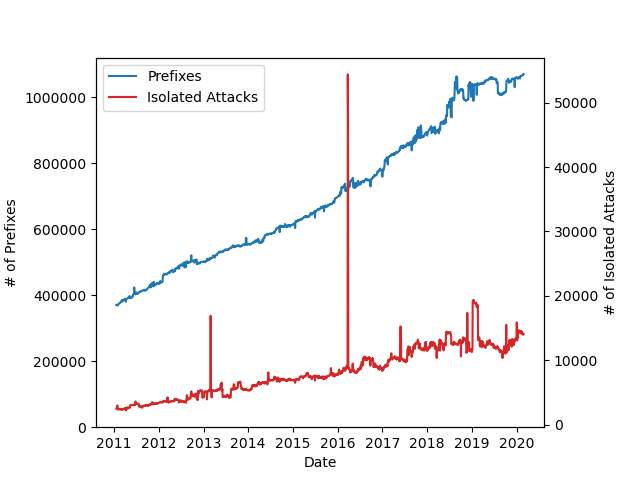 Prefixes
Isolated Attacks
# of Prefixes
1000000
800000
600000
400000
200000
0
# of Isolated Attacks
50000
40000
30000
20000
10000
0
2011 2012 2013 2014 2015 2016 2017 2018 2019 2020
Date